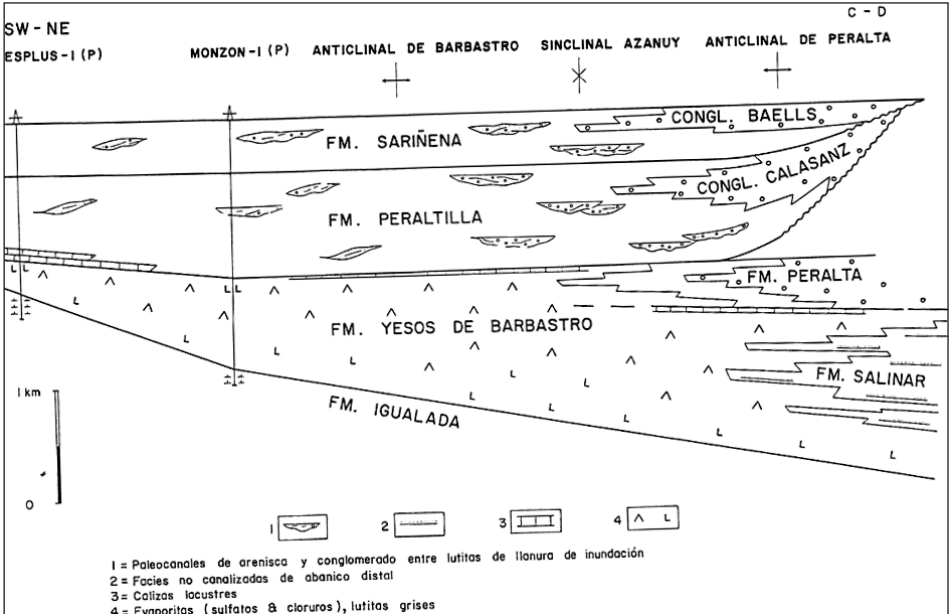 C - D
SW - NE
ESPLUS - I (P)
MONZON - I (P)
ANTICLINAL DE BARBASTRO
SINCLINAL AZANUY
ANTICLINAL DE PERALTA
CONGL. BAELLS
FM. SARIÑENA
CONGL. CALASANZ
FM. PERALTILLA
FM. PERALTA
FM. YESOS DE BARBASTRO
FM. SALINAR
FM. IGUALADA
1 km
0
1
2
3
4
1 = Paleocanales de arenisca y conglomerado entre lutitas de llanura de inundación
2 = Facies no canalizadas de abanico distal
3 = Calizas lacustres
4 = Evaporitas (sulfatos & cloruros), lutitas grises